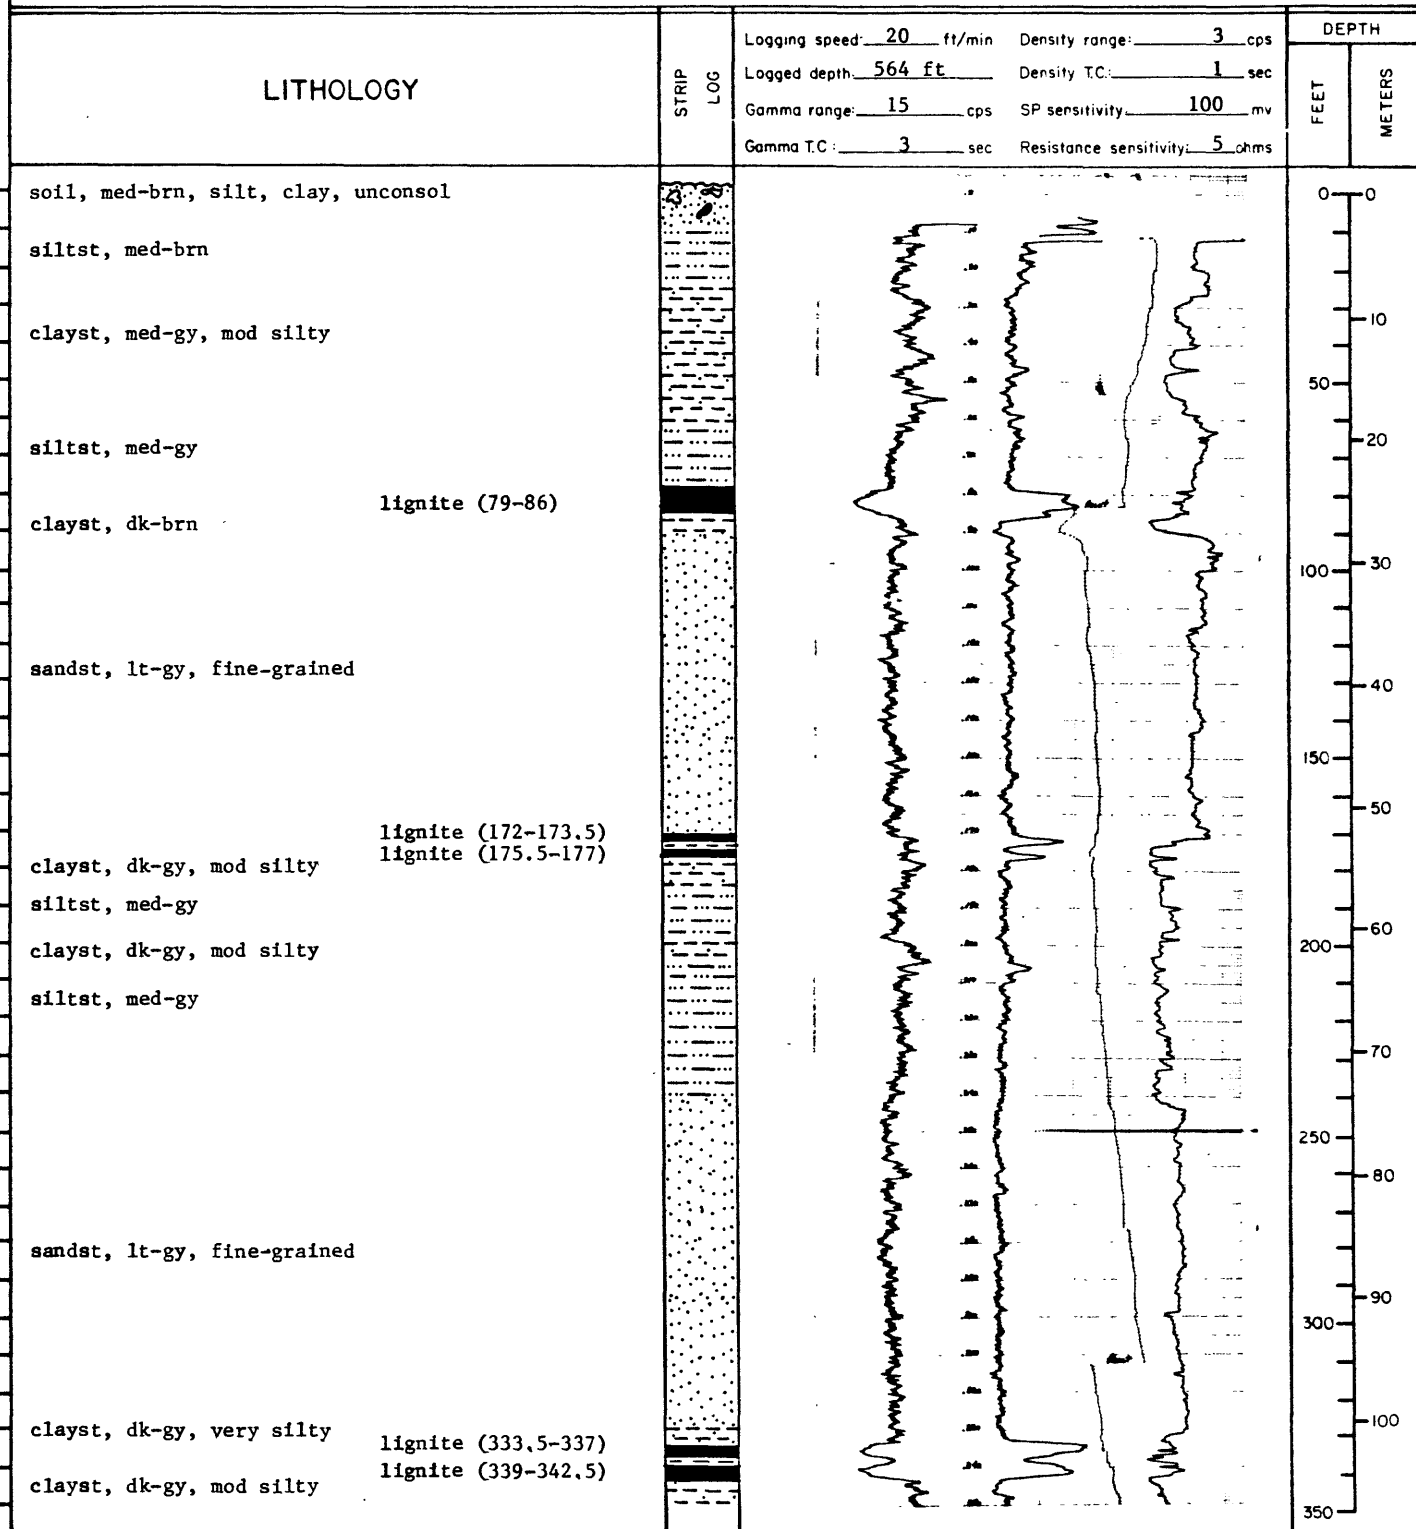 LITHOLOGY
STRIP LOG
Logging speed: 20 ft/min
Density range: 3 cps
Logged depth: 564 ft
Density T.C.: 1 sec
Gamma range: 15 cps
SP sensitivity: 100 mv
Gamma T.C.: 3 sec
Resistance sensitivity: 5 ohms
DEPTH
FEET
METERS
soil, med-brn, silt, clay, unconsol
0 0
siltst, med-brn
10
clayst, med-gy, mod silty
50
20
siltst, med-gy
lignite (79-86)
clayst, dk-brn
30
100
sandst, lt-gy, fine-grained
40
150
50
lignite (172-173.5)
lignite (175.5-177)
clayst, dk-gy, mod silty
siltst, med-gy
60
200
clayst, dk-gy, mod silty
siltst, med-gy
70
250
80
sandst, lt-gy, fine-grained
90
300
100
clayst, dk-gy, very silty
lignite (333.5-337)
lignite (339-342.5)
clayst, dk-gy, mod silty
350